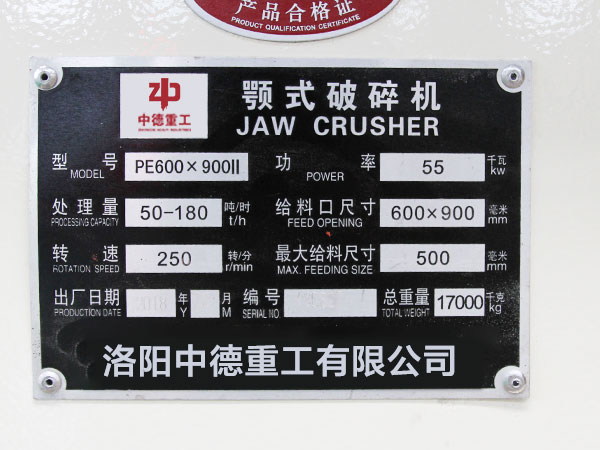 产品合格证
PRODUCT QUALIFICATION CERTIFICATE
中德重工
颚式破碎机
JAW CRUSHER
型号 MODEL PE600×900II 功率 POWER 55 千瓦 kw
处理量 PROCESSING CAPACITY 50-180 吨/时 t/h 给料口尺寸 FEED OPENING 600×900 毫米 mm
转速 ROTATION SPEED 250 转/分 r/min 最大给料尺寸 MAX. FEEDING SIZE 500 毫米 mm
出厂日期 PRODUCTION DATE 年 Y 月 M 编号 SERIAL NO. 总重量 TOTAL WEIGHT 17000 千克 kg
洛阳中德重工有限公司